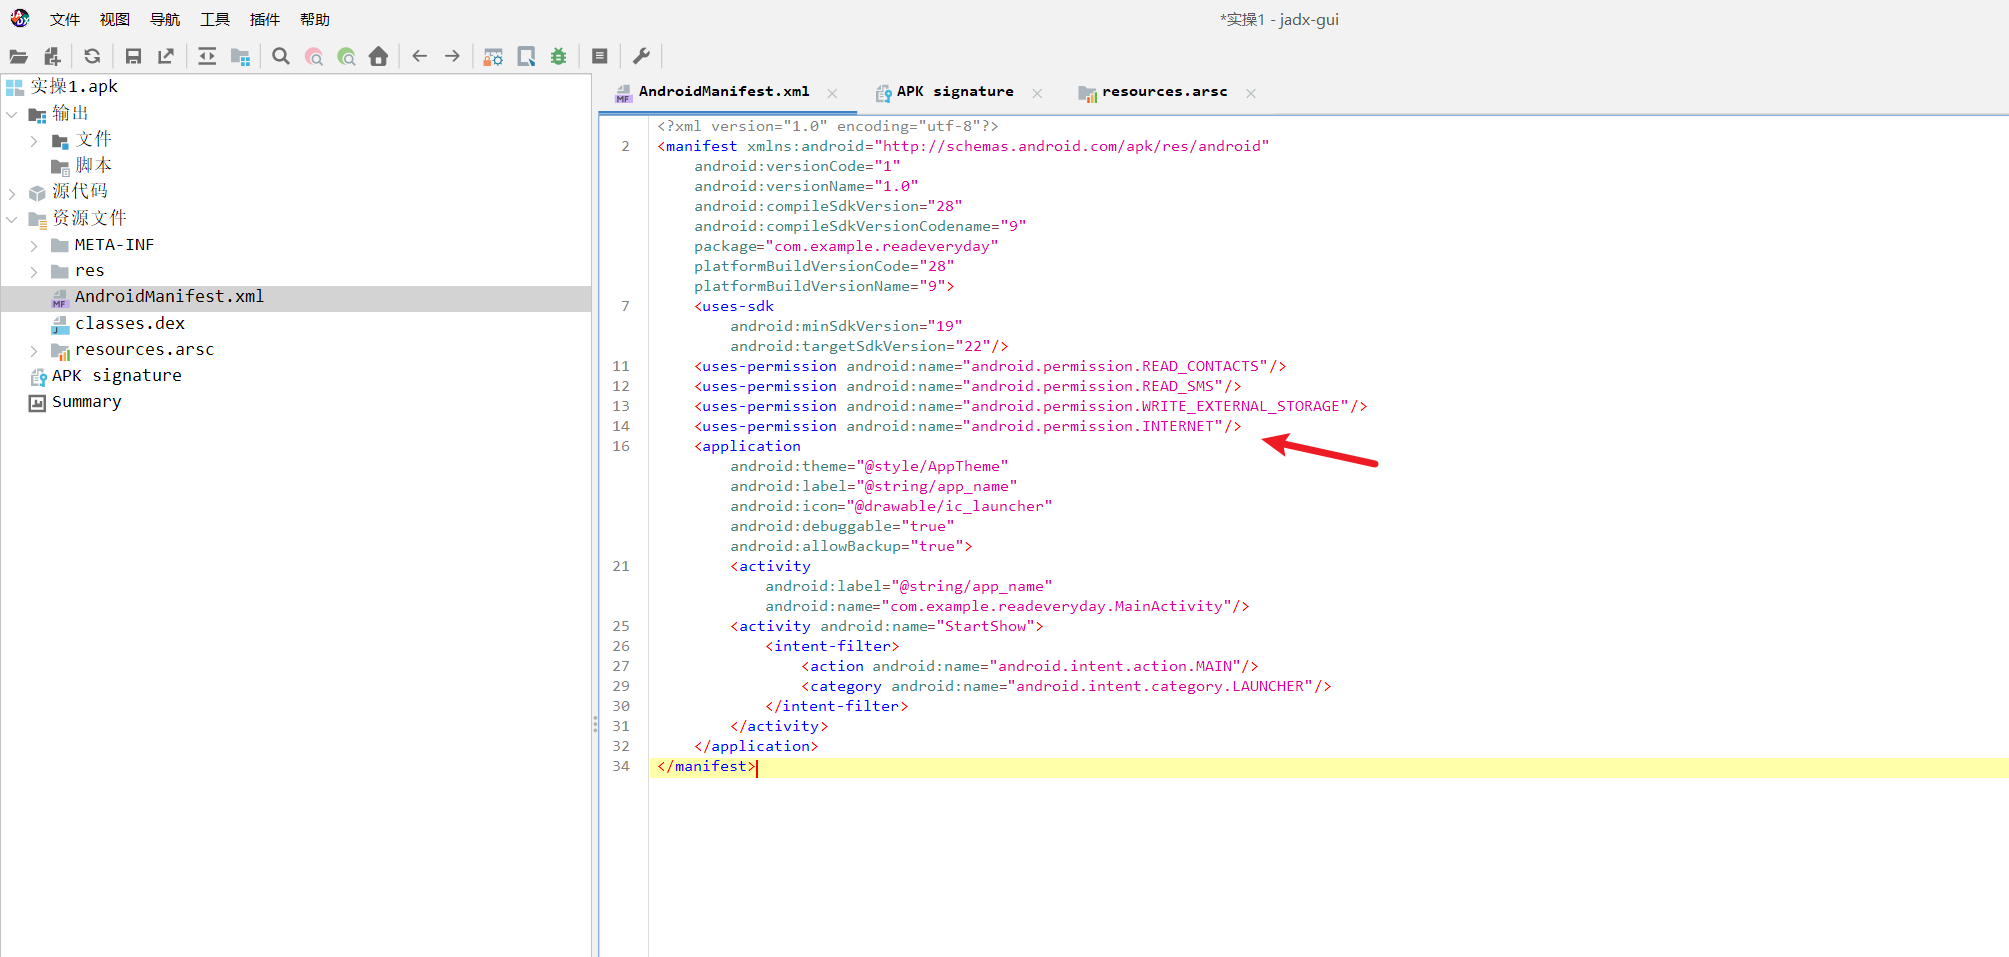 文件 视图 导航 工具 插件 帮助
*实操1 - jadx-gui
实操1.apk
输出
文件
脚本
源代码
资源文件
META-INF
res
AndroidManifest.xml
classes.dex
resources.arsc
APK signature
Summary
AndroidManifest.xml APK signature resources.arsc
<?xml version="1.0" encoding="utf-8"?>
2 <manifest xmlns:android="http://schemas.android.com/apk/res/android"
android:versionCode="1"
android:versionName="1.0"
android:compileSdkVersion="28"
android:compileSdkVersionCodename="9"
package="com.example.readeveryday"
platformBuildVersionCode="28"
platformBuildVersionName="9">
7 <uses-sdk
android:minSdkVersion="19"
android:targetSdkVersion="22"/>
11 <uses-permission android:name="android.permission.READ_CONTACTS"/>
12 <uses-permission android:name="android.permission.READ_SMS"/>
13 <uses-permission android:name="android.permission.WRITE_EXTERNAL_STORAGE"/>
14 <uses-permission android:name="android.permission.INTERNET"/>
16 <application
android:theme="@style/AppTheme"
android:label="@string/app_name"
android:icon="@drawable/ic_launcher"
android:debuggable="true"
android:allowBackup="true">
21 <activity
android:label="@string/app_name"
android:name="com.example.readeveryday.MainActivity"/>
25 <activity android:name="StartShow">
26 <intent-filter>
27 <action android:name="android.intent.action.MAIN"/>
29 <category android:name="android.intent.category.LAUNCHER"/>
30 </intent-filter>
31 </activity>
32 </application>
34 </manifest>